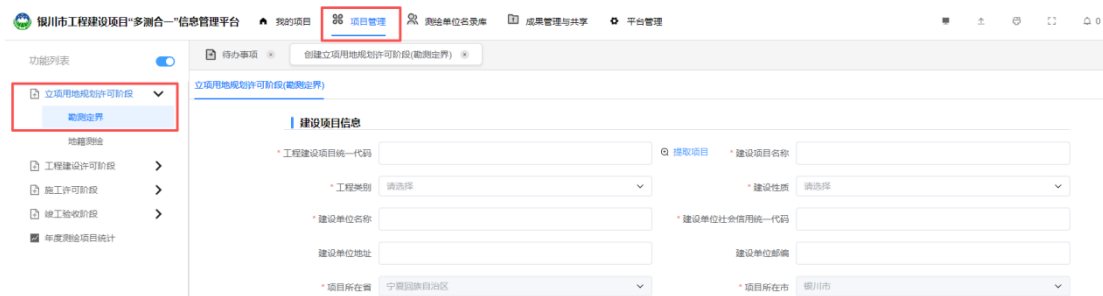 银川市工程建设项目“多测合一”信息管理平台 我的项目 项目管理 测绘单位名录库 成果管理与共享 平台管理 0
功能列表
立项用地规划许可阶段
勘测定界
地籍测绘
工程建设许可阶段
施工许可阶段
竣工验收阶段
年度测绘项目统计
待办事项 创建立项用地规划许可阶段(勘测定界)
立项用地规划许可阶段(勘测定界)
建设项目信息
*工程建设项目统一代码 提取项目 *建设项目名称
*工程类别 请选择 *建设性质 请选择
*建设单位名称 *建设单位社会信用统一代码
建设单位地址 建设单位邮编
*项目所在省 宁夏回族自治区 *项目所在市 银川市